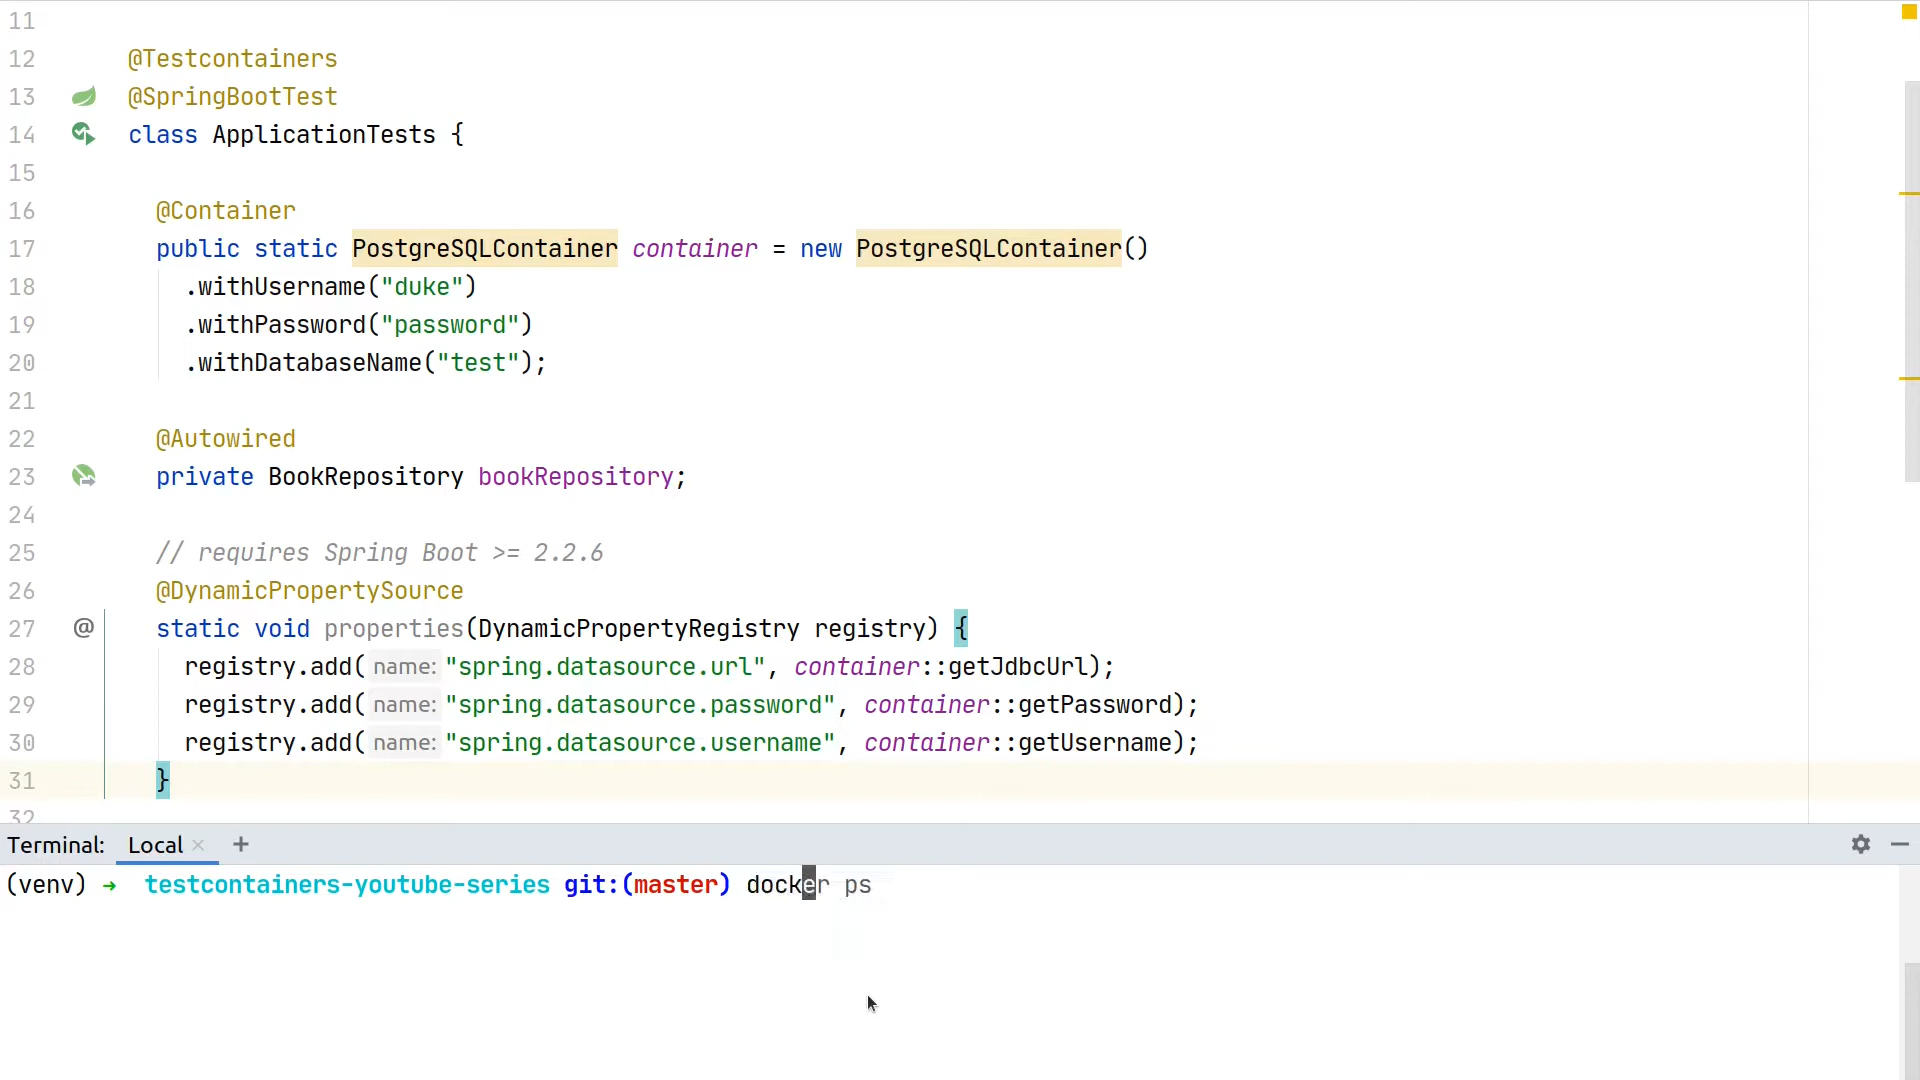 11
12 @Testcontainers
13 @SpringBootTest
14 class ApplicationTests {
15
16 @Container
17 public static PostgreSQLContainer container = new PostgreSQLContainer()
18 .withUsername("duke")
19 .withPassword("password")
20 .withDatabaseName("test");
21
22 @Autowired
23 private BookRepository bookRepository;
24
25 // requires Spring Boot >= 2.2.6
26 @DynamicPropertySource
27 @ static void properties(DynamicPropertyRegistry registry) {
28 registry.add( name: "spring.datasource.url", container::getJdbcUrl);
29 registry.add( name: "spring.datasource.password", container::getPassword);
30 registry.add( name: "spring.datasource.username", container::getUsername);
31 }
32
Terminal: Local × +
(venv) → testcontainers-youtube-series git:(master) docker ps